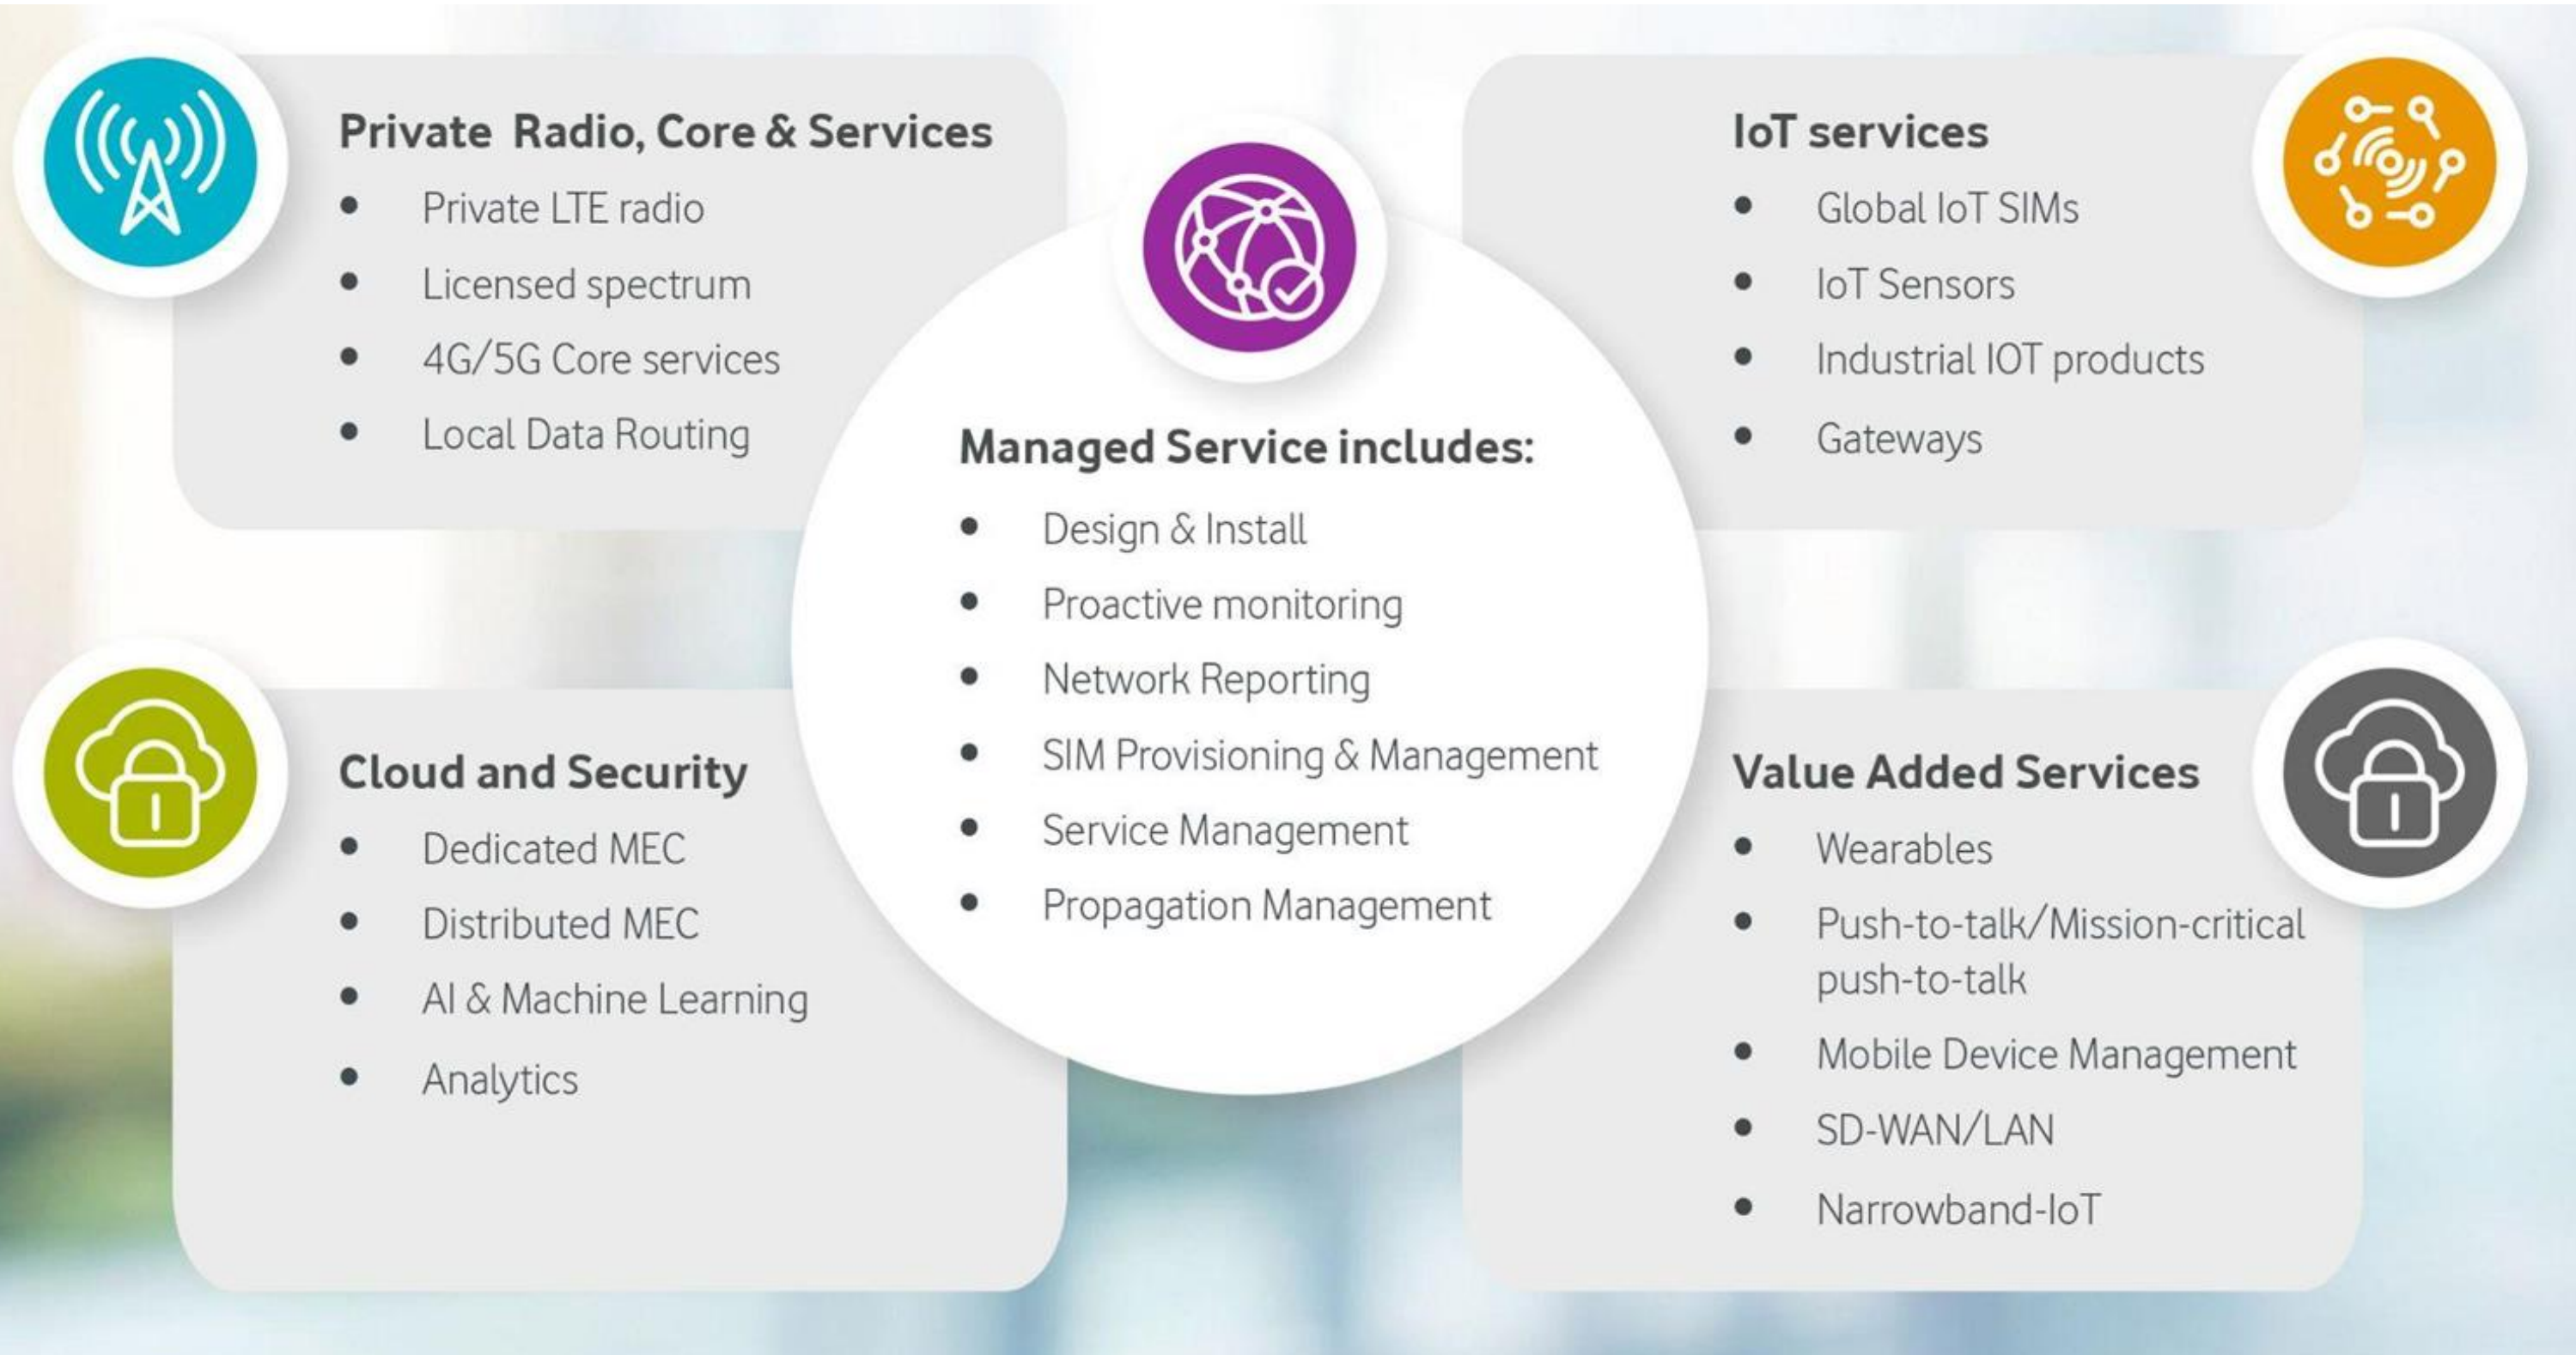 Private Radio, Core & Services
• Private LTE radio
• Licensed spectrum
• 4G/5G Core services
• Local Data Routing
IoT services
• Global IoT SIMs
• IoT Sensors
• Industrial IOT products
• Gateways
Managed Service includes:
• Design & Install
• Proactive monitoring
• Network Reporting
• SIM Provisioning & Management
• Service Management
• Propagation Management
Cloud and Security
• Dedicated MEC
• Distributed MEC
• AI & Machine Learning
• Analytics
Value Added Services
• Wearables
• Push-to-talk/Mission-critical
push-to-talk
• Mobile Device Management
• SD-WAN/LAN
• Narrowband-IoT